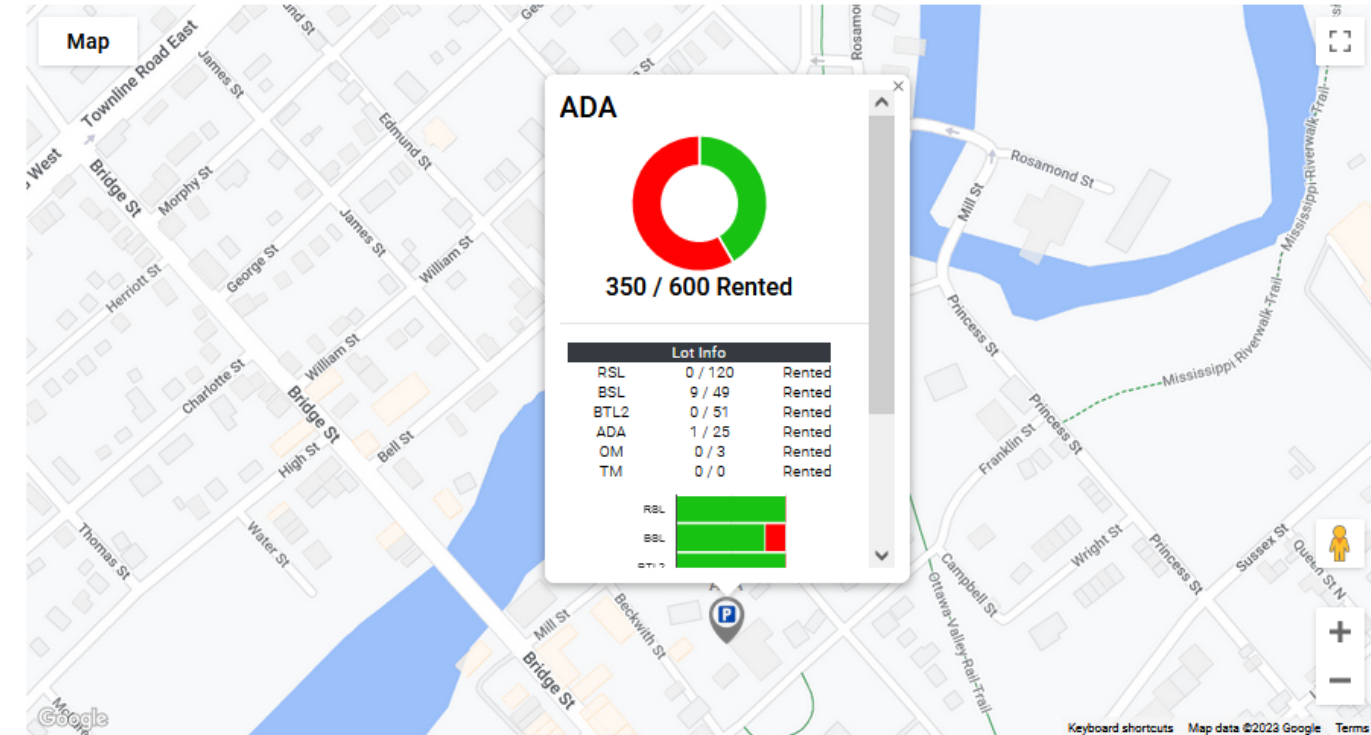 Map
Townline Road East
James St
Edmund St
West
Bridge St
Morphy St
James St
George St
William St
Herriott St
William St
Charlotte St
Bridge St
High St
Bell St
Thomas St
Water St
Mill St
Beckwith St
Bridge St
Google
ADA
350 / 600 Rented
Lot Info
RSL 0 / 120 Rented
BSL 9 / 49 Rented
BTL2 0 / 51 Rented
ADA 1 / 25 Rented
OM 0 / 3 Rented
TM 0 / 0 Rented
RSL
BSL
BTL2
P
Rosamond St
Mill St
Princess St
Mississippi-Riverwalk-Trail
Mississippi Riverwalk-Trail
Princess St
Franklin St
Wright St
Princess St
Sussex St
Queen St N
Campbell St
Ottawa-Valley-Rail-Trail
Keyboard shortcuts Map data ©2023 Google Terms